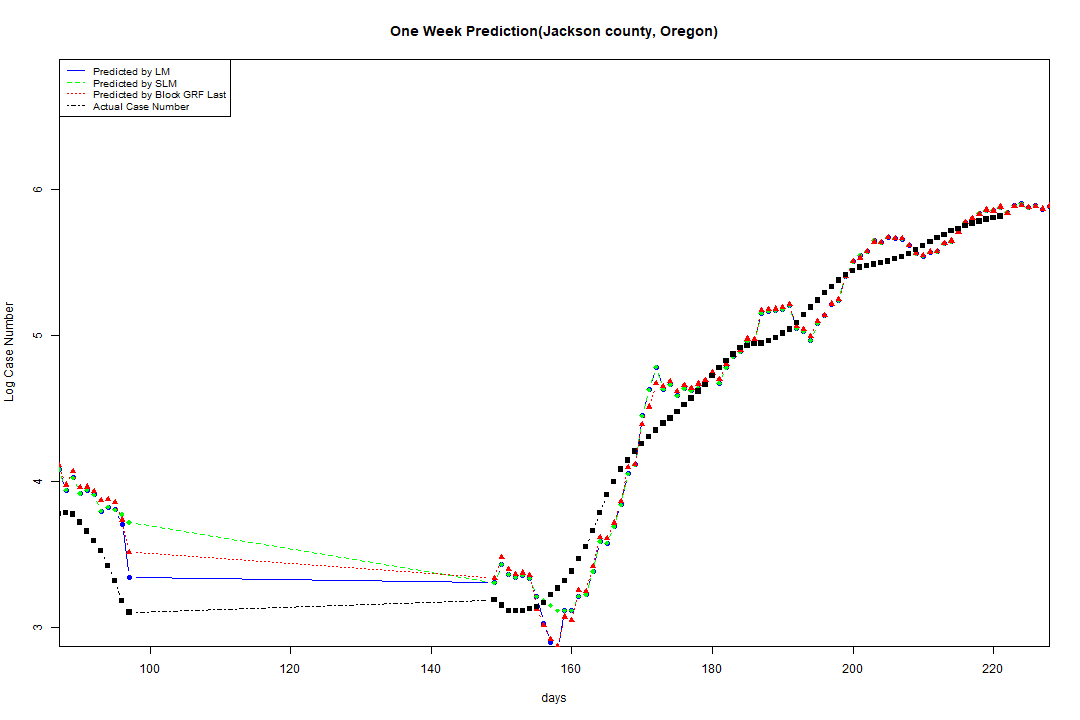 One Week Prediction(Jackson county, Oregon)
Predicted by LM
Predicted by SLM
Predicted by Block GRF Last
Actual Case Number
6
5
4
3
Log Case Number
100 120 140 160 180 200 220
days